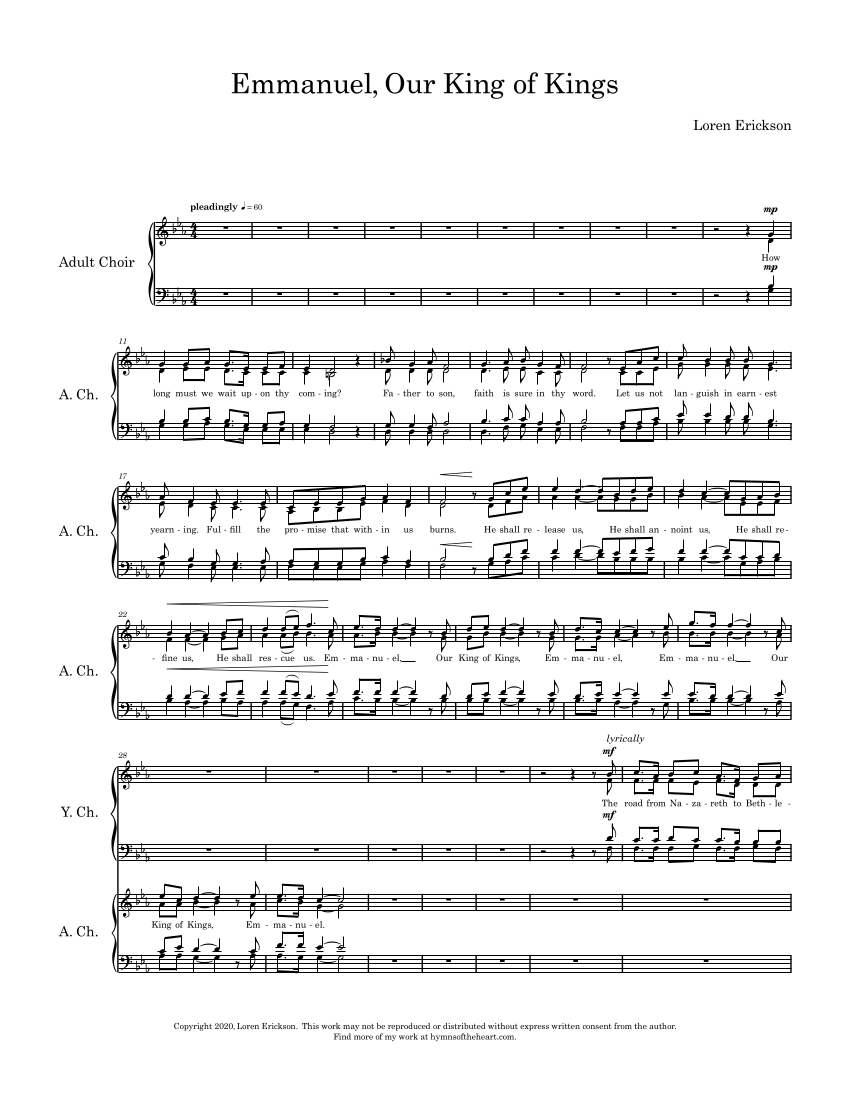 Emmanuel, Our King of Kings
Loren Erickson
pleadingly ♩ = 60
mp
Adult Choir
How
mp
11
A. Ch.
long must we wait up - on thy com - ing? Fa - ther to son, faith is sure in thy word. Let us not lan - guish in earn - est
17
A. Ch.
yearn - ing. Ful - fill the pro - mise that with - in us burns. He shall re - lease us, He shall an - noint us, He shall re -
22
A. Ch.
- fine us, He shall res - cue us. Em - ma - nu - el, Our King of Kings, Em - ma - nu - el, Em - ma - nu - el, Our
28
lyrically
mf
Y. Ch.
The road from Na - za - reth to Beth - le -
mf
A. Ch.
King of Kings, Em - ma - nu - el.
Copyright 2020, Loren Erickson. This work may not be reproduced or distributed without express written consent from the author.
Find more of my work at hymnsoftheheart.com.